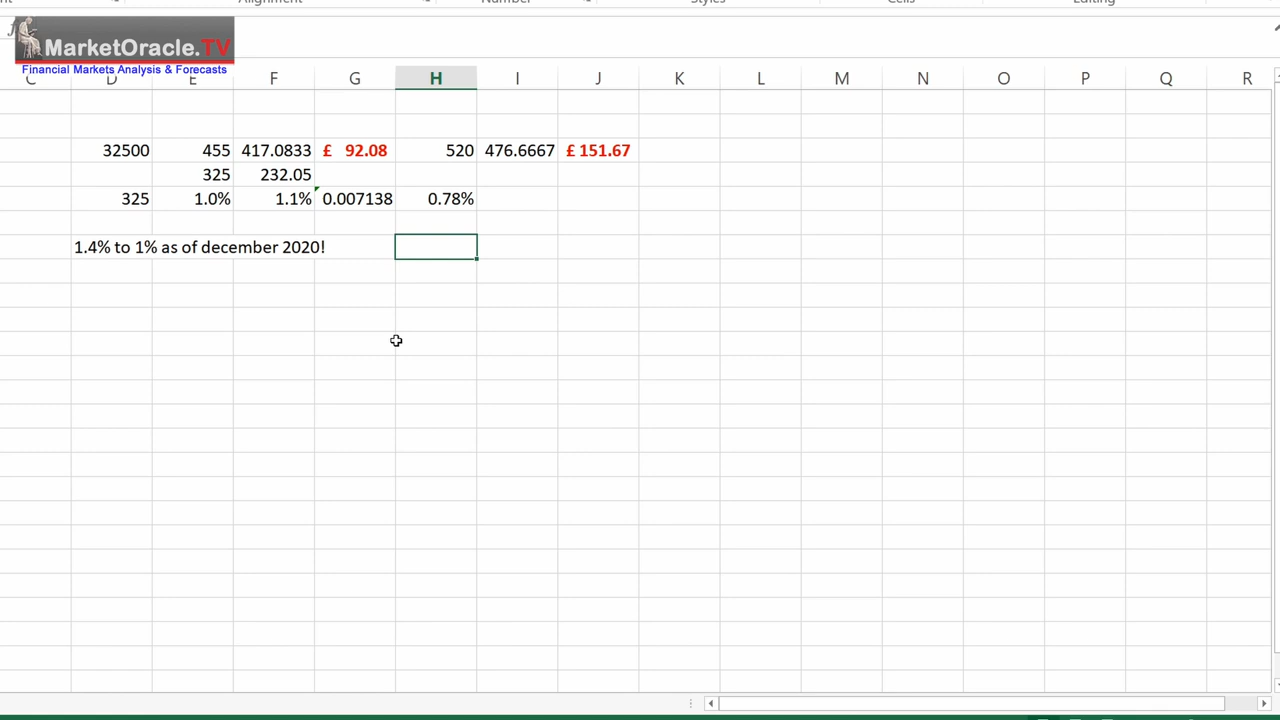 Alignment Number Styles Cells Editing
MarketOracle.TV
Financial Markets Analysis & Forecasts
C D E F G H I J K L M N O P Q R
32500 455 417.0833 £ 92.08 520 476.6667 £ 151.67
325 232.05
325 1.0% 1.1% 0.007138 0.78%
1.4% to 1% as of december 2020!